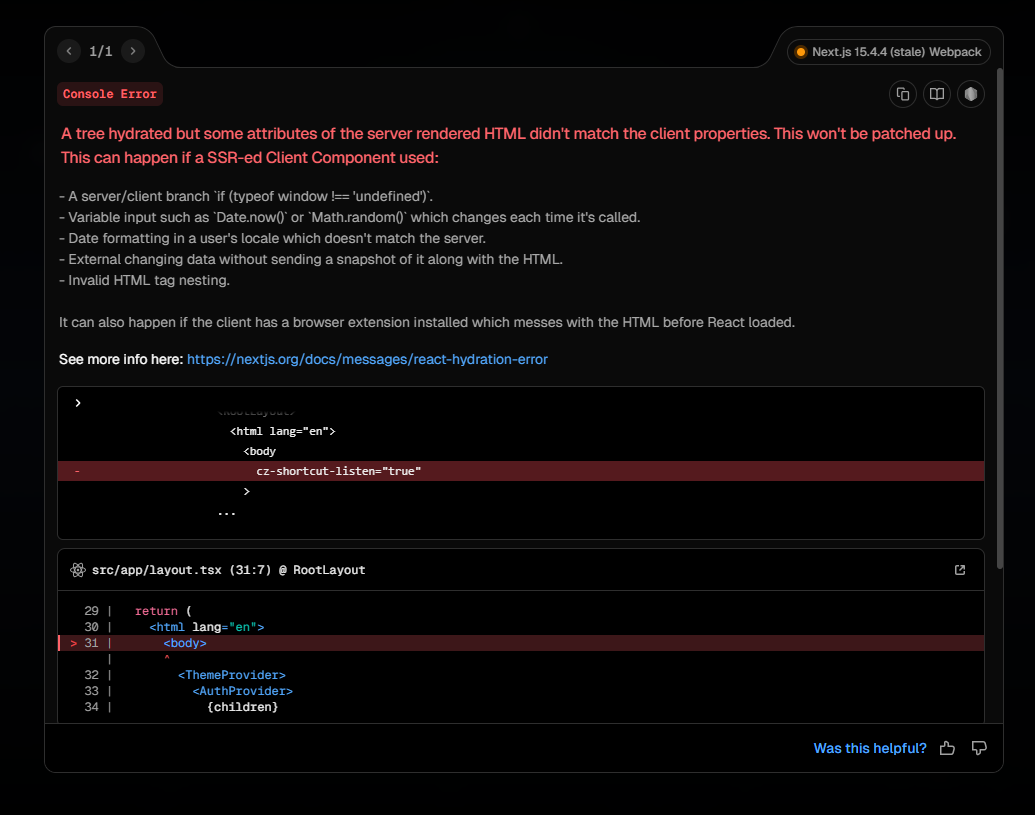 1/1
Next.js 15.4.4 (stale) Webpack
Console Error
A tree hydrated but some attributes of the server rendered HTML didn't match the client properties. This won't be patched up.
This can happen if a SSR-ed Client Component used:
- A server/client branch `if (typeof window !== 'undefined')`.
- Variable input such as `Date.now()` or `Math.random()` which changes each time it's called.
- Date formatting in a user's locale which doesn't match the server.
- External changing data without sending a snapshot of it along with the HTML.
- Invalid HTML tag nesting.
It can also happen if the client has a browser extension installed which messes with the HTML before React loaded.
See more info here: https://nextjs.org/docs/messages/react-hydration-error
<RootLayout>
<html lang="en">
<body
- cz-shortcut-listen="true"
>
...
src/app/layout.tsx (31:7) @ RootLayout
29 | return (
30 | <html lang="en">
> 31 | <body>
| ^
32 | <ThemeProvider>
33 | <AuthProvider>
34 | {children}
Was this helpful?